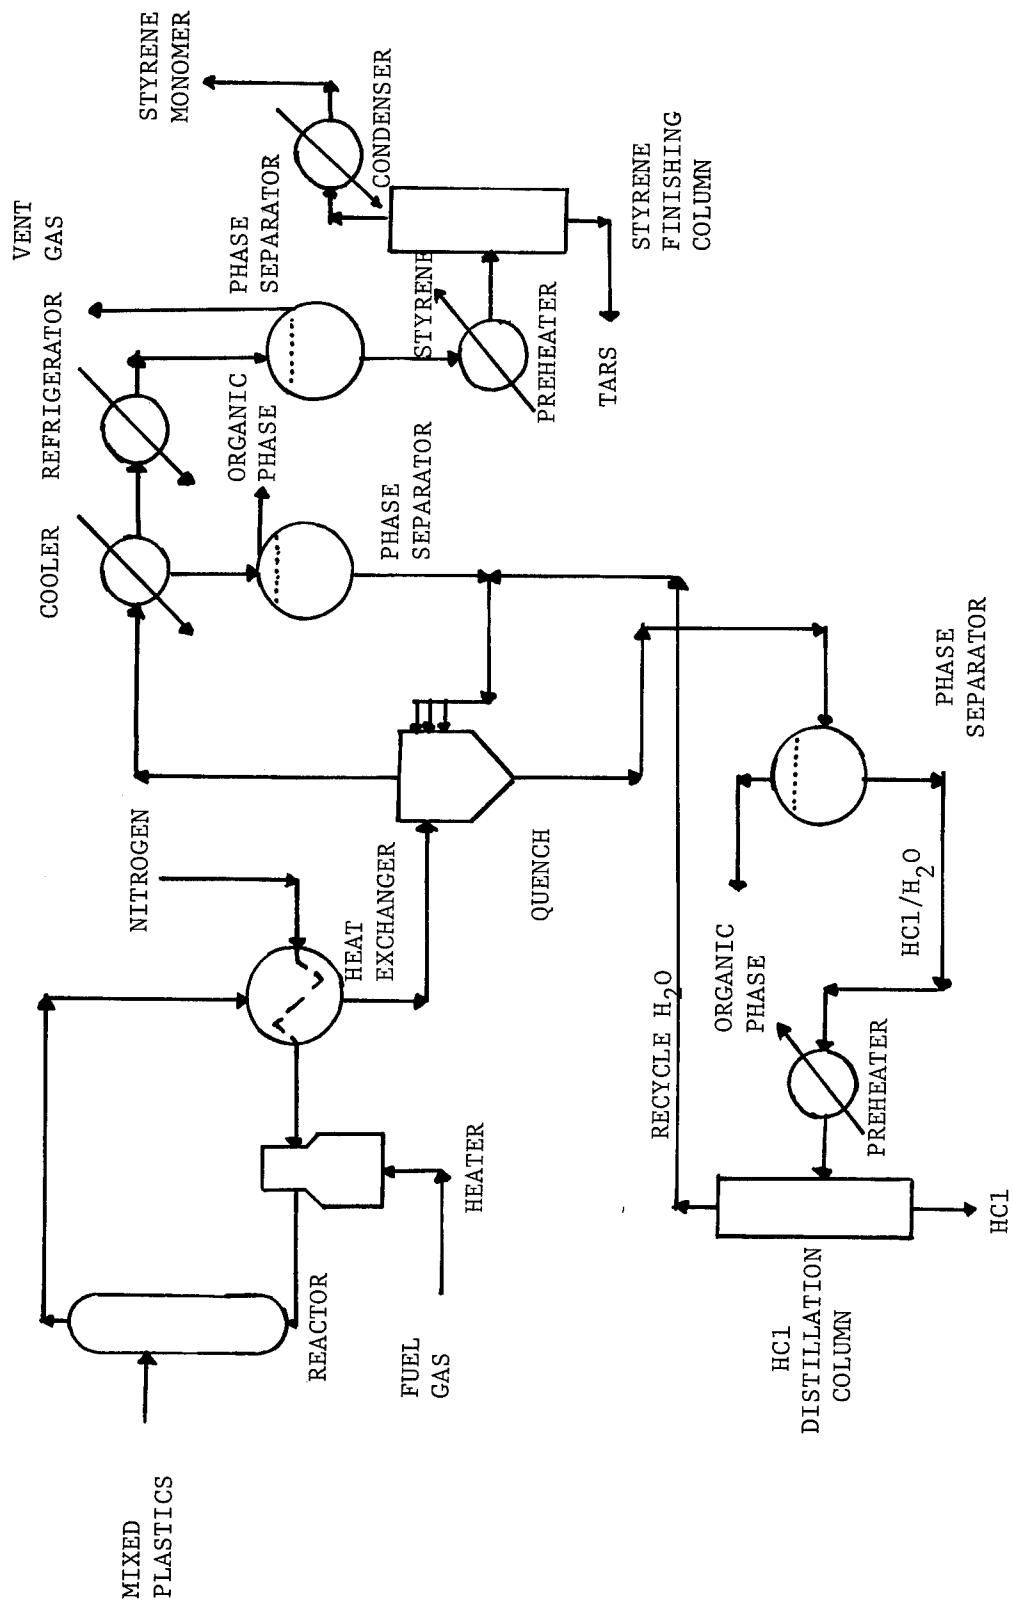 MIXED
PLASTICS
REACTOR
FUEL
GAS
HEATER
NITROGEN
HEAT
EXCHANGER
QUENCH
COOLER
REFRIGERATOR
VENT
GAS
ORGANIC
PHASE
PHASE
SEPARATOR
PHASE
SEPARATOR
STYRENE
PREHEATER
CONDENSER
STYRENE
MONOMER
TARS
STYRENE
FINISHING
COLUMN
RECYCLE H2O
HCl
DISTILLATION
COLUMN
HCl
PREHEATER
ORGANIC
PHASE
HCl/H2O
PHASE
SEPARATOR